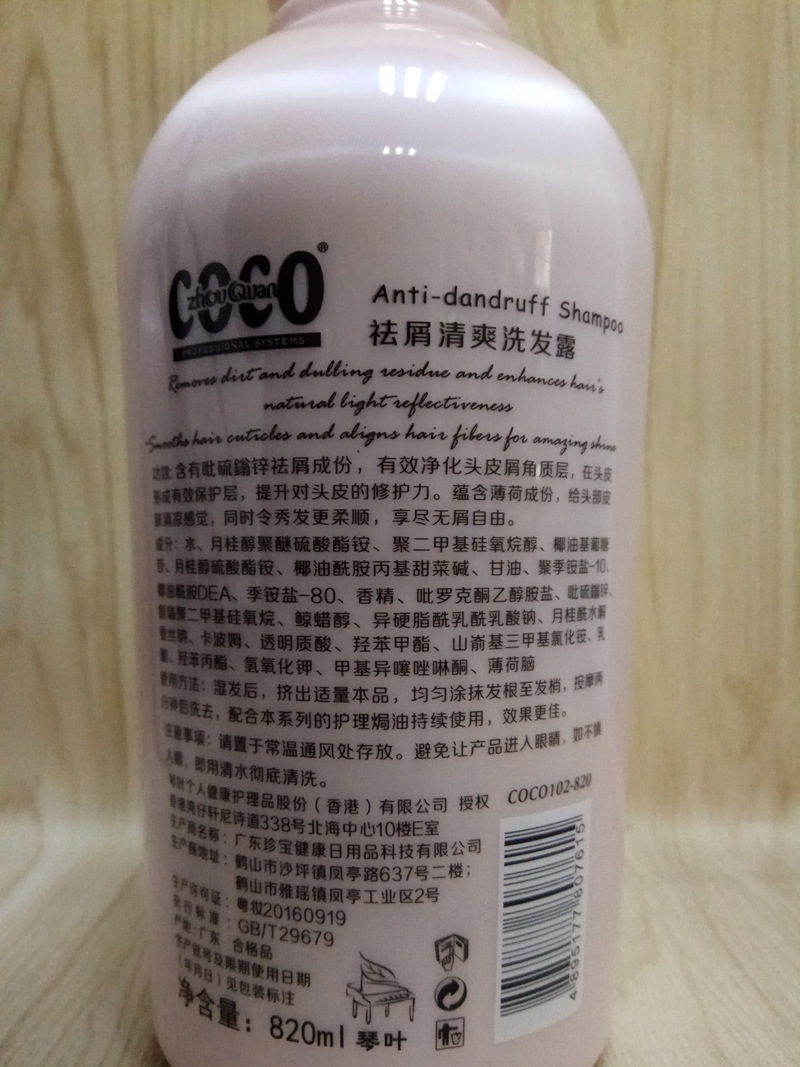 COCO®
zhouQuan
PROFESSIONAL SYSTEMS
Anti-dandruff Shampoo
祛屑清爽洗发露
Removes dirt and dulling residue and enhances hair's
natural light reflectiveness
Smooths hair cuticles and aligns hair fibers for amazing shine
功效:含有吡硫鎓锌祛屑成份，有效净化头皮屑角质层，在头皮
形成有效保护层，提升对头皮的修护力。蕴含薄荷成份，给头部皮
肤清凉感觉，同时令秀发更柔顺，享尽无屑自由。
成分：水、月桂醇聚醚硫酸酯铵、聚二甲基硅氧烷醇、椰油基葡糖
苷、月桂醇硫酸酯铵、椰油酰胺丙基甜菜碱、甘油、聚季铵盐-10、
椰油酰胺DEA、季铵盐-80、香精、吡罗克酮乙醇胺盐、吡硫鎓锌、
氨端聚二甲基硅氧烷、鲸蜡醇、异硬脂酰乳酰乳酸钠、月桂酰水解
蚕丝钠、卡波姆、透明质酸、羟苯甲酯、山嵛基三甲基氯化铵、乳
酸、羟苯丙酯、氢氧化钾、甲基异噻唑啉酮、薄荷脑
使用方法：湿发后，挤出适量本品，均匀涂抹发根至发梢，按摩两
分钟后洗去，配合本系列的护理焗油持续使用，效果更佳。
注意事项：请置于常温通风处存放。避免让产品进入眼睛，如不慎
入眼，即用清水彻底清洗。
琴叶个人健康护理品股份（香港）有限公司 授权
香港湾仔轩尼诗道338号北海中心10楼E室
生产商名称：广东珍宝健康日用品科技有限公司
生产商地址：鹤山市沙坪镇凤亭路637号二楼；
鹤山市雅瑶镇凤亭工业区2号
生产许可证：粤妆20160919
执行标准：GB/T29679
产地:广东 合格品
生产批号及限期使用日期
（年月日）见包装标注
净含量：820ml
琴叶
COCO102-820
4895177807615